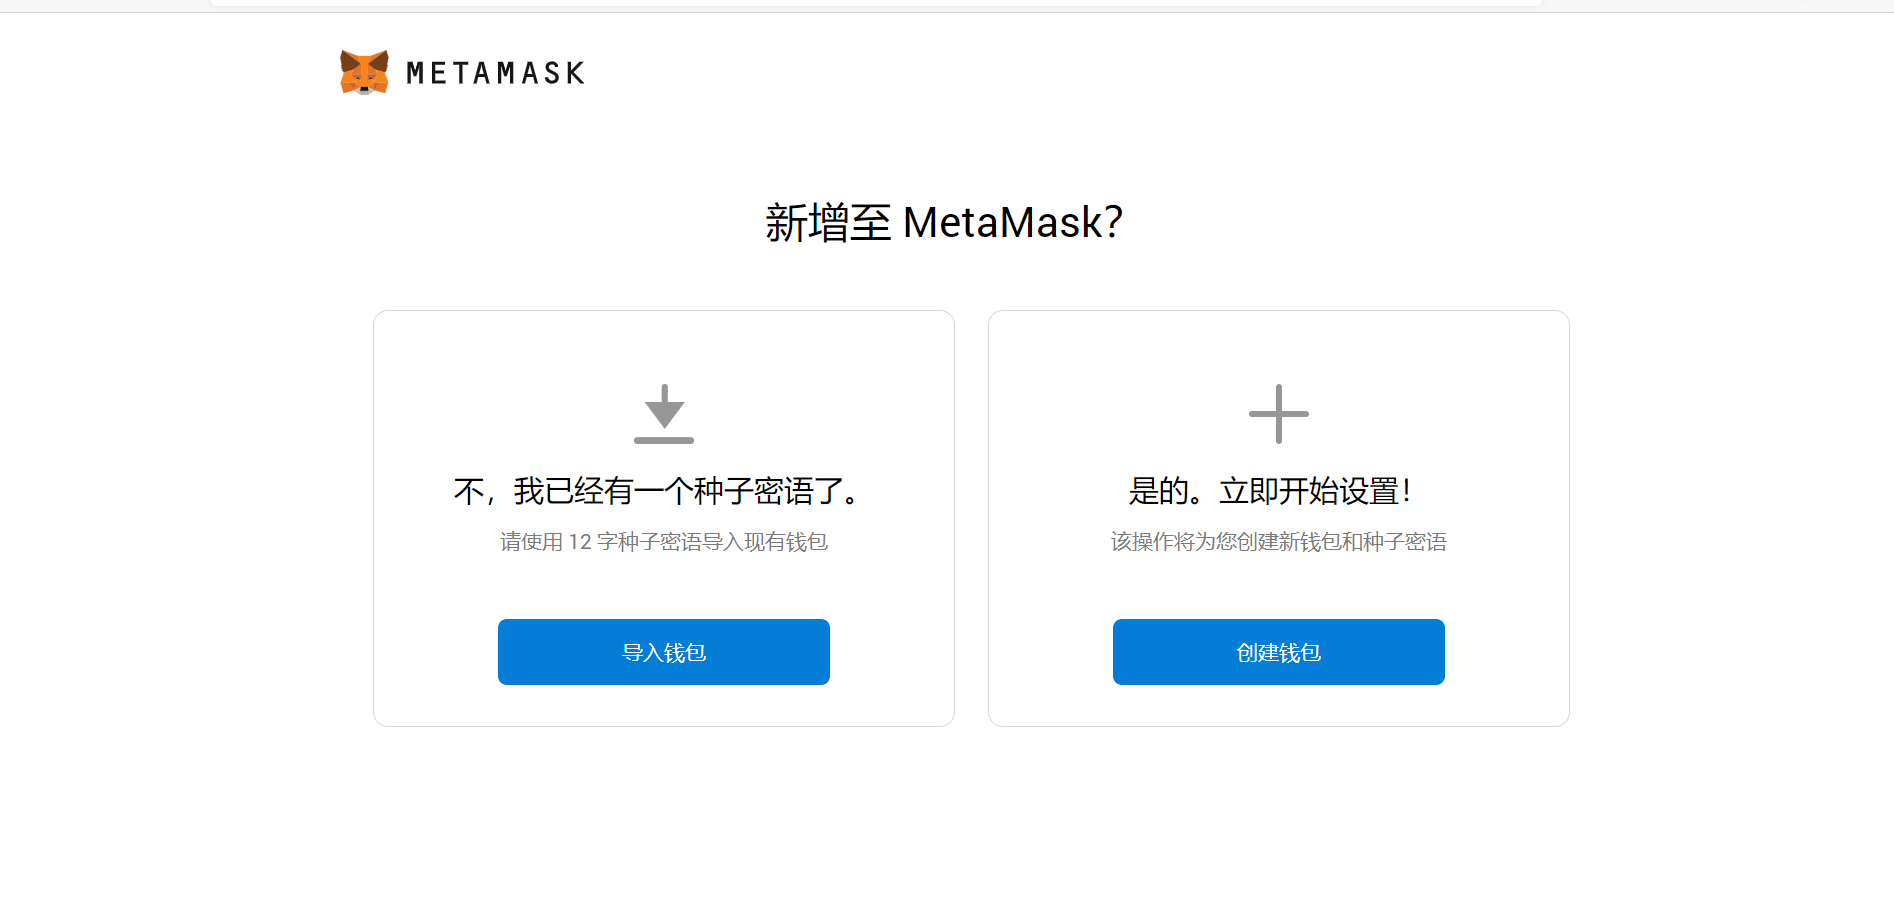 METAMASK
新增至 MetaMask?
不，我已经有一个种子密语了。
请使用 12 字种子密语导入现有钱包
导入钱包
是的。立即开始设置！
该操作将为您创建新钱包和种子密语
创建钱包